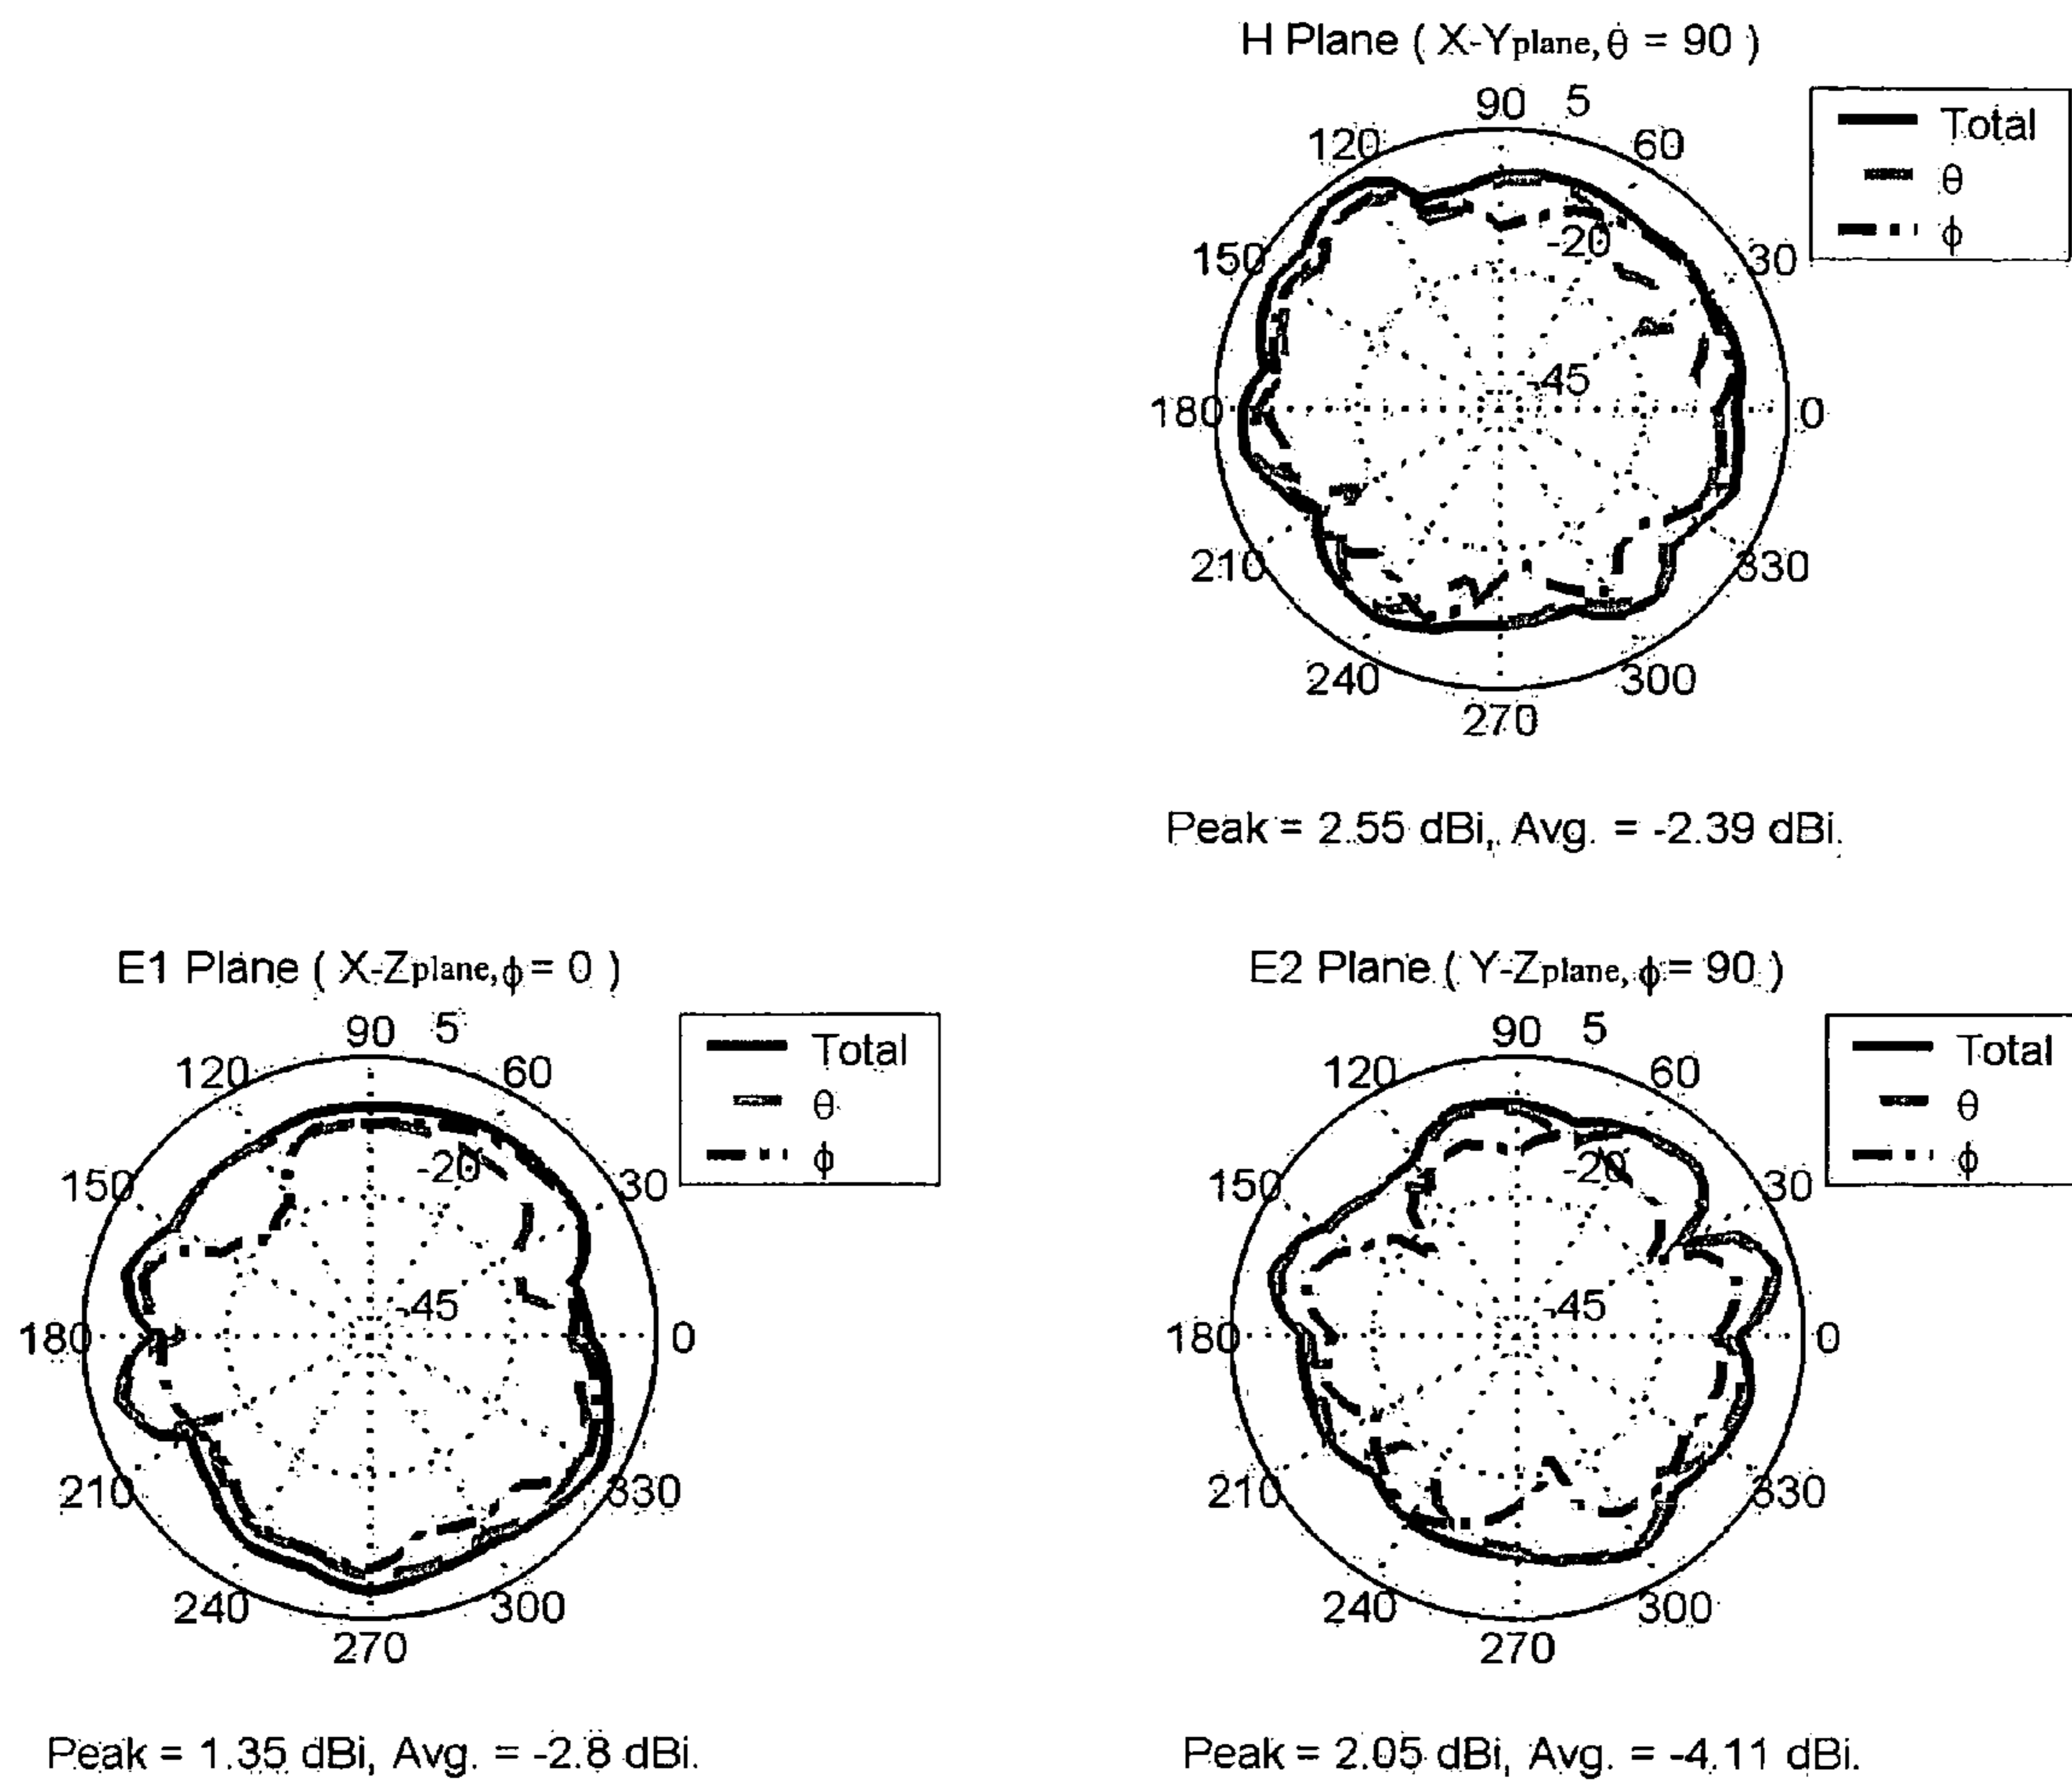 H Plane ( X-Yplane, θ = 90 )
90 5
120 60
150 30
-20
-45
180 0
210 330
240 300
270
Total
θ
ϕ
Peak = 2.55 dBi, Avg. = -2.39 dBi.
E1 Plane ( X-Zplane, ϕ = 0 )
90 5
120 60
150 30
-20
-45
180 0
210 330
240 300
270
Total
θ
ϕ
Peak = 1.35 dBi, Avg. = -2.8 dBi.
E2 Plane ( Y-Zplane, ϕ = 90 )
90 5
120 60
150 30
-20
-45
180 0
210 330
240 300
270
Total
θ
ϕ
Peak = 2.05 dBi, Avg. = -4.11 dBi.